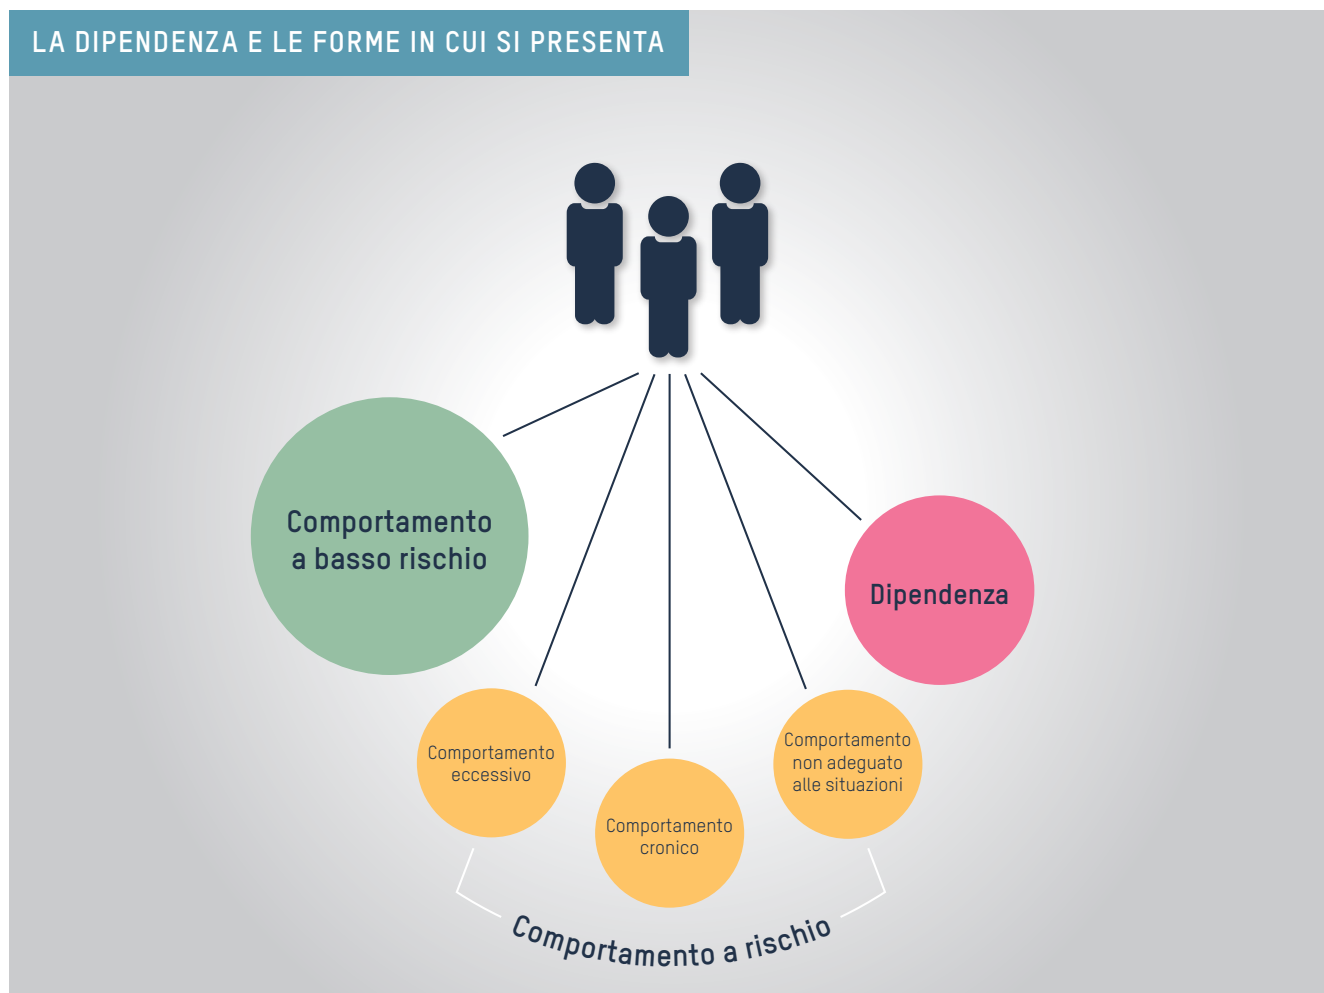 LA DIPENDENZA E LE FORME IN CUI SI PRESENTA
Comportamento
a basso rischio
Dipendenza
Comportamento
eccessivo
Comportamento
cronico
Comportamento
non adeguato
alle situazioni
Comportamento a rischio